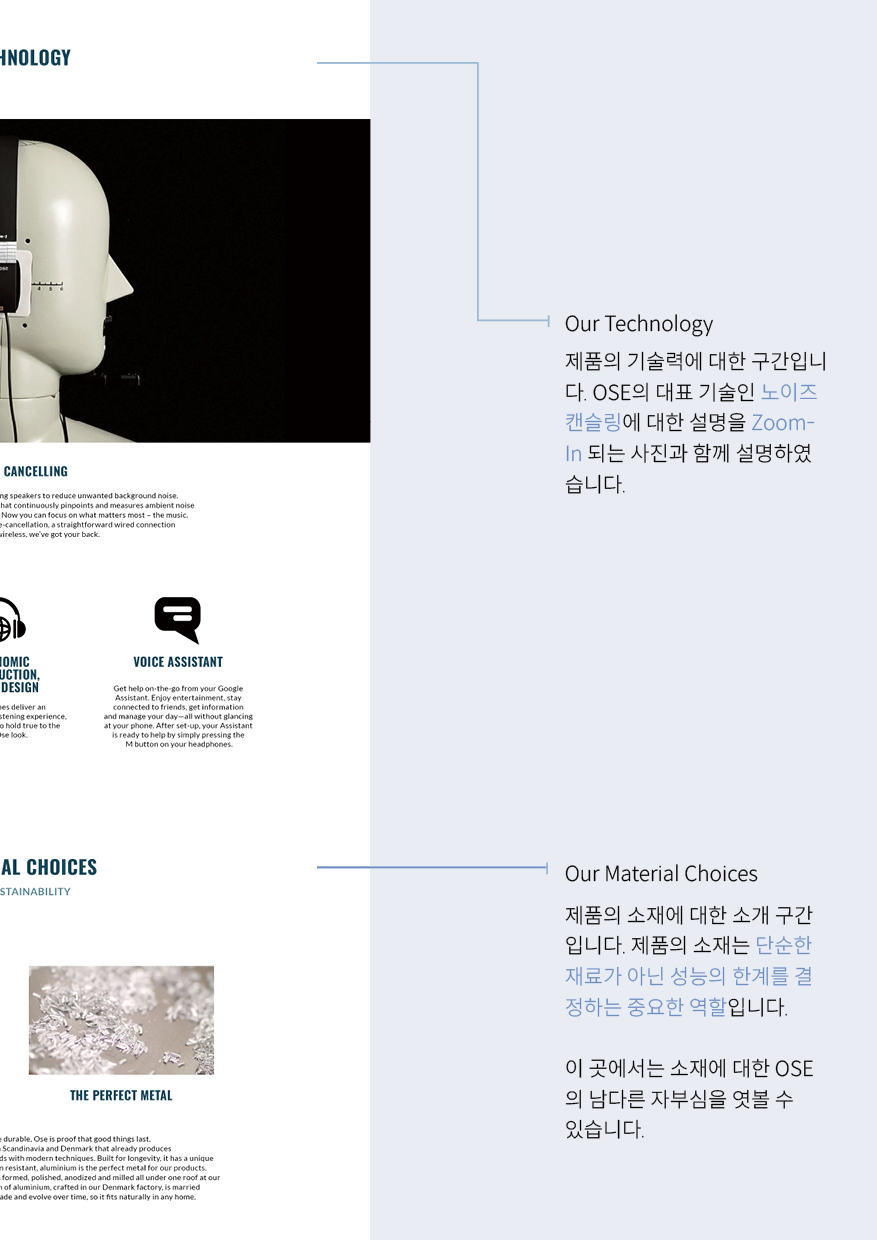 HNOLOGY
4 5 6
ose
CANCELLING
ng speakers to reduce unwanted background noise.
hat continuously pinpoints and measures ambient noise
Now you can focus on what matters most – the music.
e-cancellation, a straightforward wired connection
wireless, we've got your back.
NOMIC
UCTION,
DESIGN
nes deliver an
stening experience,
o hold true to the
Ose look.
VOICE ASSISTANT
Get help on-the-go from your Google
Assistant. Enjoy entertainment, stay
connected to friends, get information
and manage your day—all without glancing
at your phone. After set-up, your Assistant
is ready to help by simply pressing the
M button on your headphones.
Our Technology
제품의 기술력에 대한 구간입니
다. OSE의 대표 기술인 노이즈
캔슬링에 대한 설명을 Zoom-
In 되는 사진과 함께 설명하였
습니다.
AL CHOICES
STAINABILITY
THE PERFECT METAL
e durable, Ose is proof that good things last.
n Scandinavia and Denmark that already produces
ds with modern techniques. Built for longevity, it has a unique
n resistant, aluminium is the perfect metal for our products.
formed, polished, anodized and milled all under one roof at our
n of aluminium, crafted in our Denmark factory, is married
ade and evolve over time, so it fits naturally in any home.
Our Material Choices
제품의 소재에 대한 소개 구간
입니다. 제품의 소재는 단순한
재료가 아닌 성능의 한계를 결
정하는 중요한 역할입니다.
이 곳에서는 소재에 대한 OSE
의 남다른 자부심을 엿볼 수
있습니다.